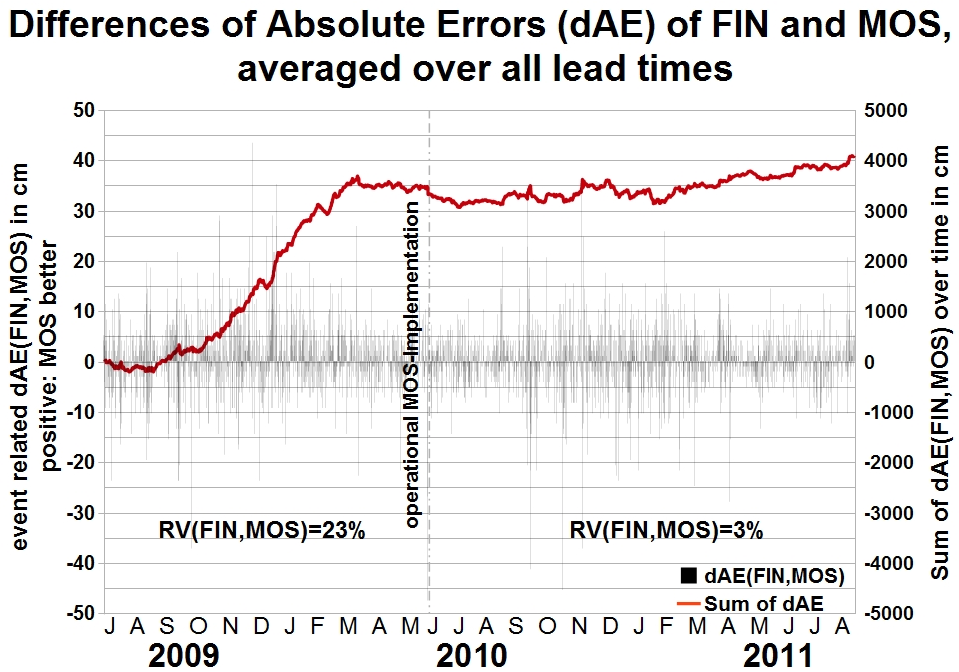 Differences of Absolute Errors (dAE) of FIN and MOS,
averaged over all lead times
event related dAE(FIN,MOS) in cm
positive: MOS better
50
40
30
20
10
0
-10
-20
-30
-40
-50
operational MOS-Implementation
RV(FIN,MOS)=23%
RV(FIN,MOS)=3%
dAE(FIN,MOS)
Sum of dAE
5000
4000
3000
2000
1000
0
-1000
-2000
-3000
-4000
-5000
Sum of dAE(FIN,MOS) over time in cm
J A S O N D J F M A M J J A S O N D J F M A M J J A
2009 2010 2011